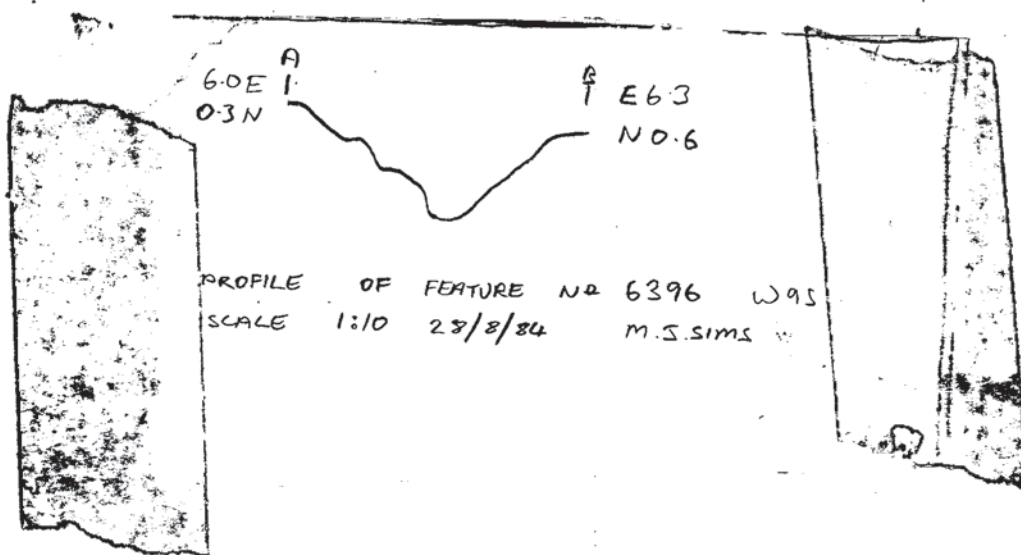 A
6.0E
0.3N
B
E6.3
N0.6
PROFILE OF FEATURE No 6396 W95
SCALE 1:10 28/8/84 M.J.SIMS